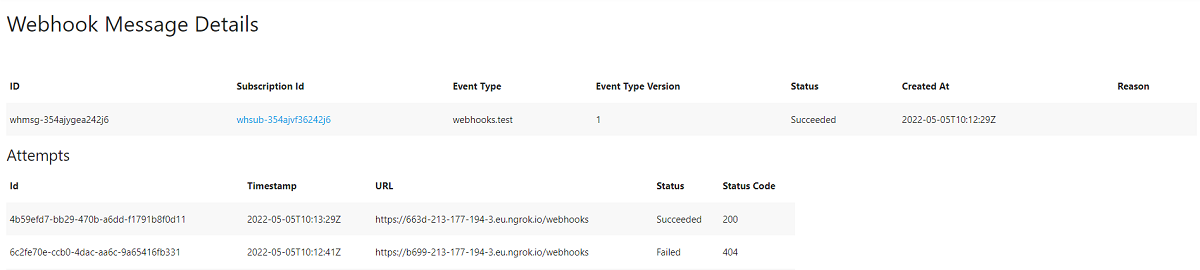 Webhook Message Details
ID Subscription Id Event Type Event Type Version Status Created At Reason
whmsg-354ajygea242j6 whsub-354ajvf36242j6 webhooks.test 1 Succeeded 2022-05-05T10:12:29Z
Attempts
Id Timestamp URL Status Status Code
4b59efd7-bb29-470b-a6dd-f1791b8f0d11 2022-05-05T10:13:29Z https://663d-213-177-194-3.eu.ngrok.io/webhooks Succeeded 200
6c2fe70e-ccb0-4dac-aa6c-9a65416fb331 2022-05-05T10:12:41Z https://b699-213-177-194-3.eu.ngrok.io/webhooks Failed 404